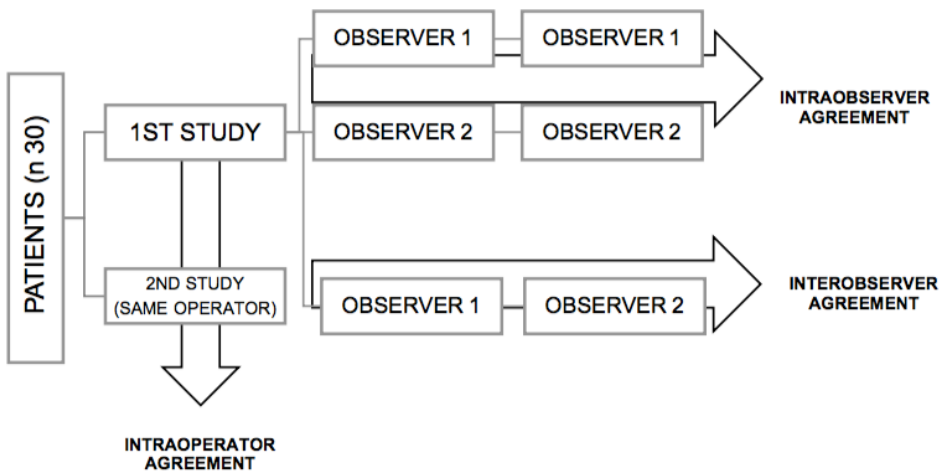 PATIENTS (n 30)
1ST STUDY
2ND STUDY
(SAME OPERATOR)
OBSERVER 1
OBSERVER 1
OBSERVER 2
OBSERVER 2
INTRAOBSERVER
AGREEMENT
OBSERVER 1
OBSERVER 2
INTEROBSERVER
AGREEMENT
INTRAOPERATOR
AGREEMENT